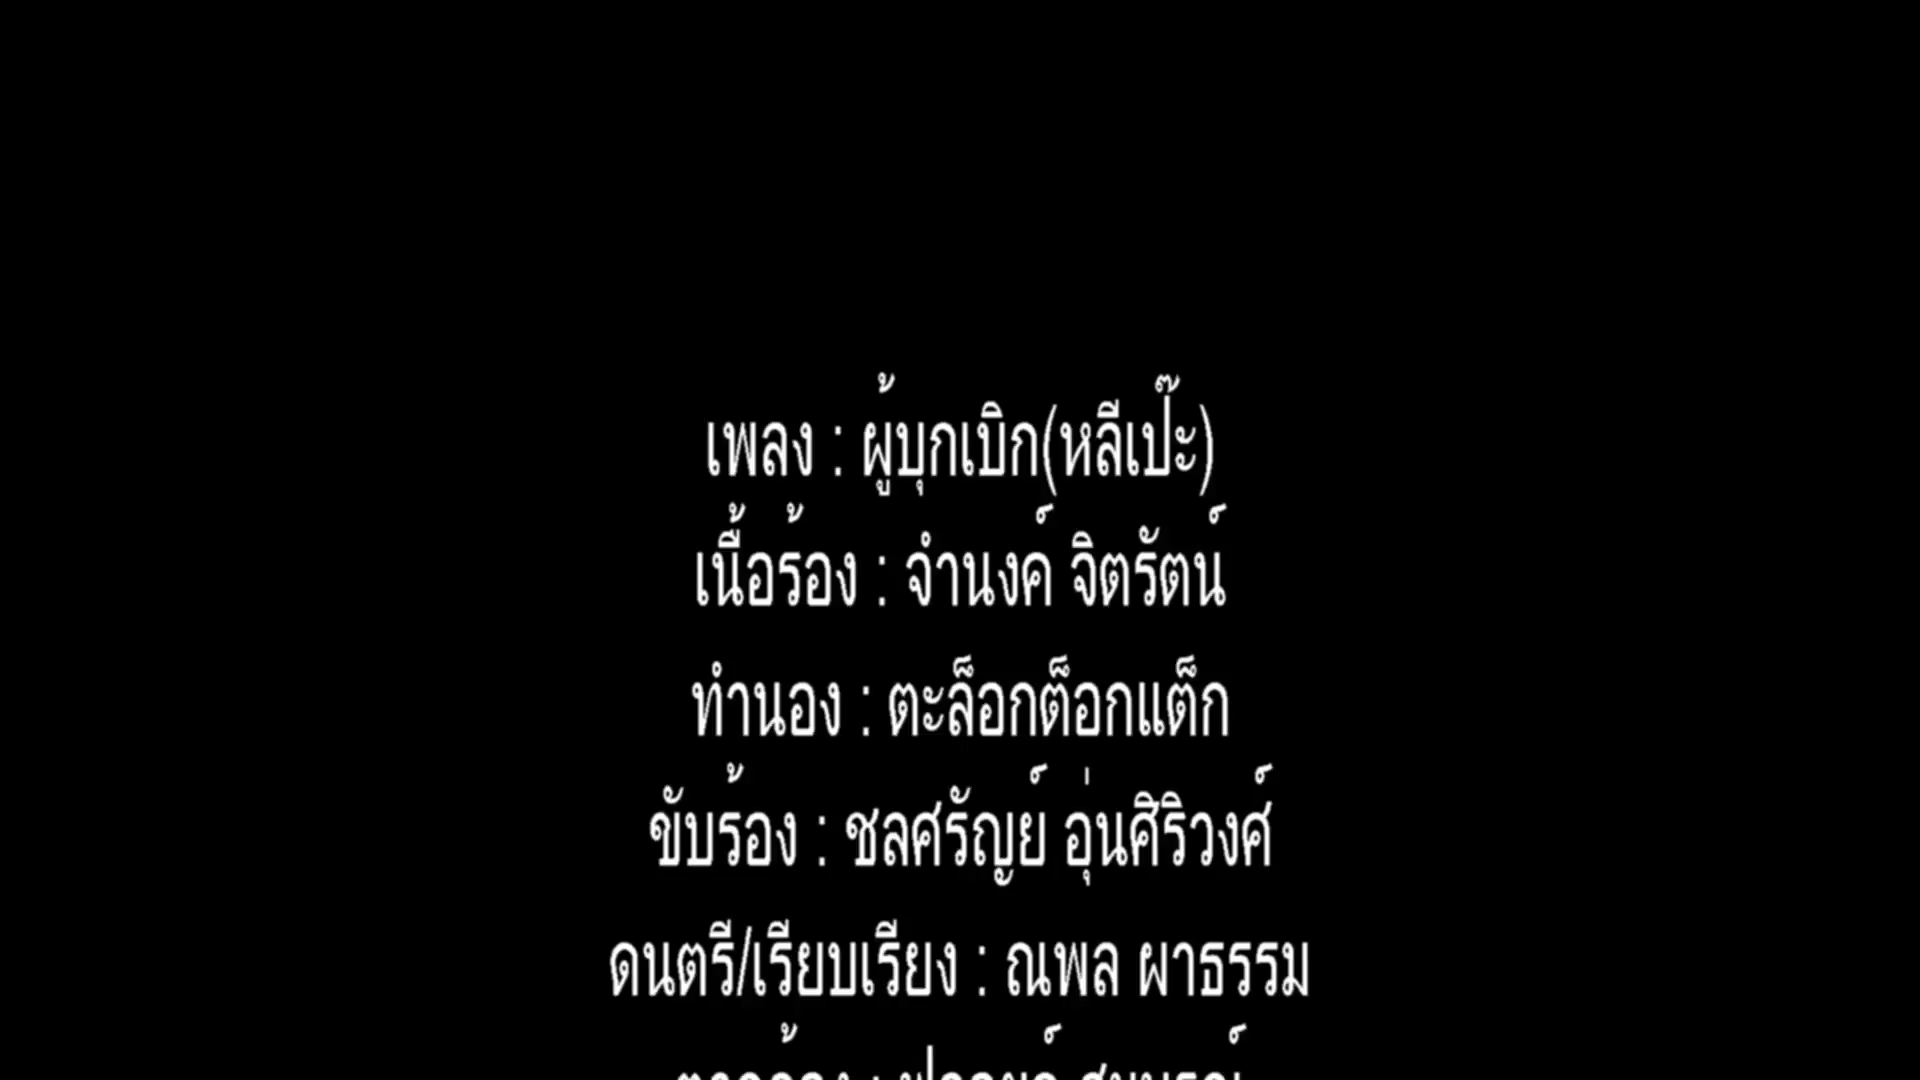 เพลง : ผู้บุกเบิก(หลีเป๊ะ)
เนื้อร้อง : จำนงค์ จิตรัตน์
ทำนอง : ตะล็อกต็อกแต็ก
ขับร้อง : ชลศรัญย์ อุ่นศิริวงศ์
ดนตรี/เรียบเรียง : ณพล ผาธรรม